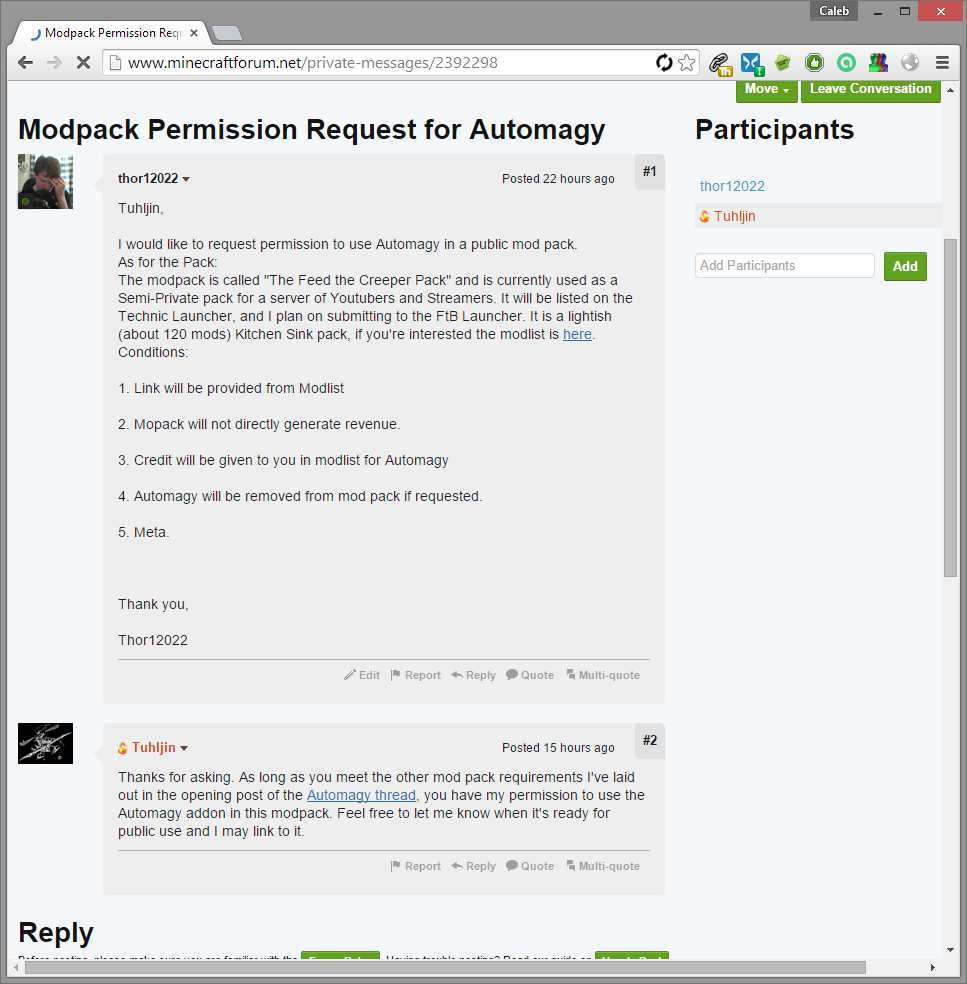 Caleb
Modpack Permission Req
www.minecraftforum.net/private-messages/2392298
Move
Leave Conversation
Modpack Permission Request for Automagy
Participants
thor12022
Posted 22 hours ago
#1
thor12022
Tuhljin
Add Participants
Add
Tuhljin,
I would like to request permission to use Automagy in a public mod pack.
As for the Pack:
The modpack is called "The Feed the Creeper Pack" and is currently used as a
Semi-Private pack for a server of Youtubers and Streamers. It will be listed on the
Technic Launcher, and I plan on submitting to the FtB Launcher. It is a lightish
(about 120 mods) Kitchen Sink pack, if you're interested the modlist is here.
Conditions:
1. Link will be provided from Modlist
2. Mopack will not directly generate revenue.
3. Credit will be given to you in modlist for Automagy
4. Automagy will be removed from mod pack if requested.
5. Meta.
Thank you,
Thor12022
Edit Report Reply Quote Multi-quote
Tuhljin
Posted 15 hours ago
#2
Thanks for asking. As long as you meet the other mod pack requirements I've laid
out in the opening post of the Automagy thread, you have my permission to use the
Automagy addon in this modpack. Feel free to let me know when it's ready for
public use and I may link to it.
Report Reply Quote Multi-quote
Reply